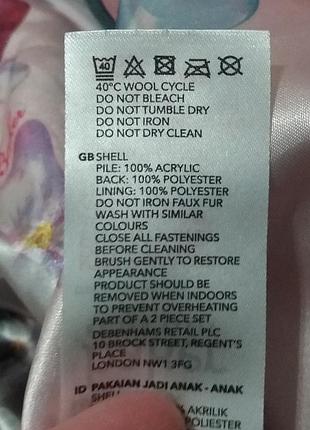 40
40°C WOOL CYCLE
DO NOT BLEACH
DO NOT TUMBLE DRY
DO NOT IRON
DO NOT DRY CLEAN
GB SHELL
PILE: 100% ACRYLIC
BACK: 100% POLYESTER
LINING: 100% POLYESTER
DO NOT IRON FAUX FUR
WASH WITH SIMILAR
COLOURS
CLOSE ALL FASTENINGS
BEFORE CLEANING
BRUSH GENTLY TO RESTORE
APPEARANCE
PRODUCT SHOULD BE
REMOVED WHEN INDOORS
TO PREVENT OVERHEATING
PART OF A 2 PIECE SET
DEBENHAMS RETAIL PLC
10 BROCK STREET, REGENT'S
PLACE
LONDON NW1 3FG
ID PAKAIAN JADI ANAK - ANAK
SHELL
% AKRILIK
POLIESTER